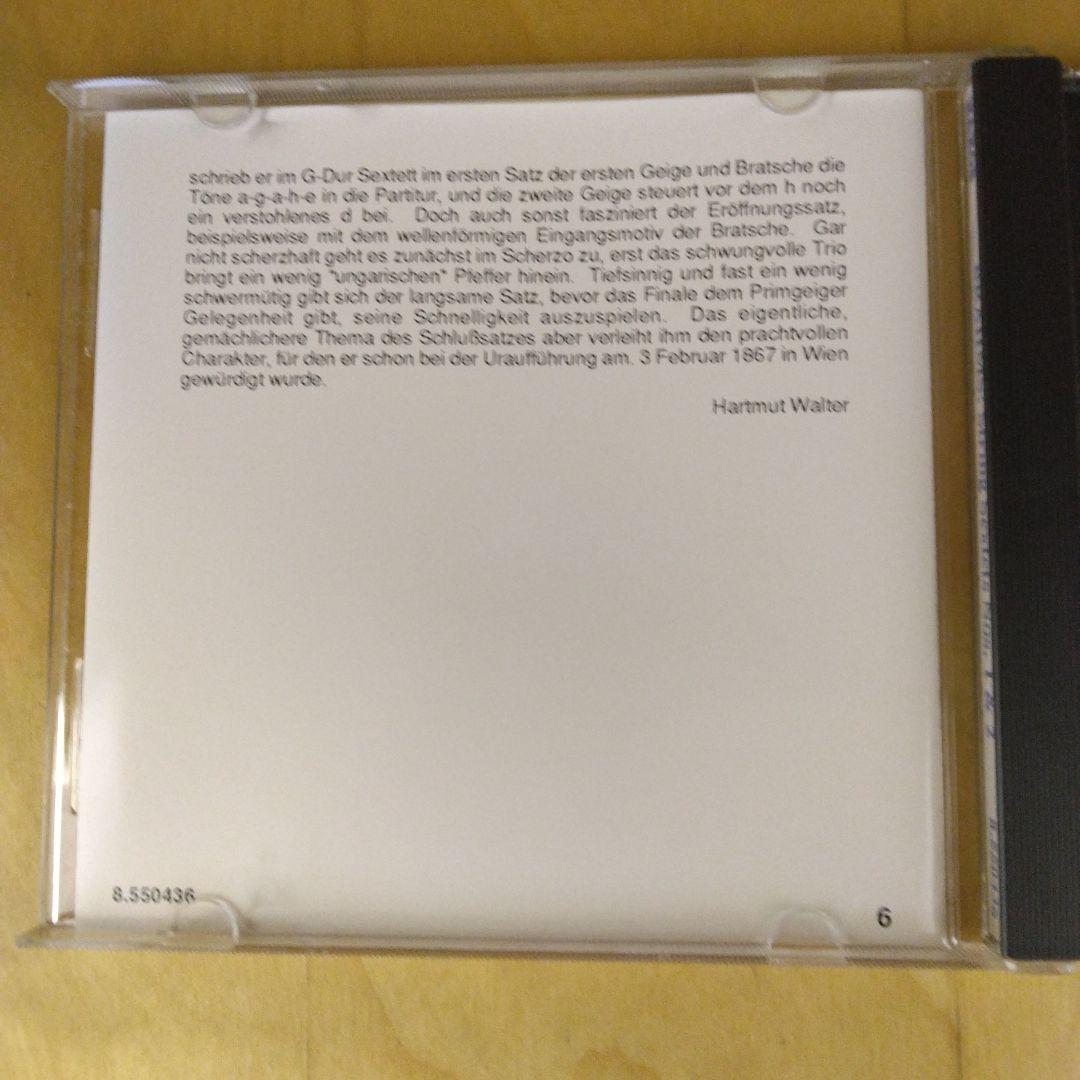 schrieb er im G-Dur Sextett im ersten Satz der ersten Geige und Bratsche die
Töne a-g-a-h-e in die Partitur, und die zweite Geige steuert vor dem h noch
ein verstohlenes d bei. Doch auch sonst fasziniert der Eröffnungssatz,
beispielsweise mit dem wellenförmigen Eingangsmotiv der Bratsche. Gar
nicht scherzhaft geht es zunächst im Scherzo zu, erst das schwungvolle Trio
bringt ein wenig "ungarischen" Pfeffer hinein. Tiefsinnig und fast ein wenig
schwermütig gibt sich der langsame Satz, bevor das Finale dem Primgeiger
Gelegenheit gibt, seine Schnelligkeit auszuspielen. Das eigentliche,
gemächlichere Thema des Schlußsatzes aber verleiht ihm den prachtvollen
Charakter, für den er schon bei der Uraufführung am. 3 Februar 1867 in Wien
gewürdigt wurde.
Hartmut Walter
8.550436
6